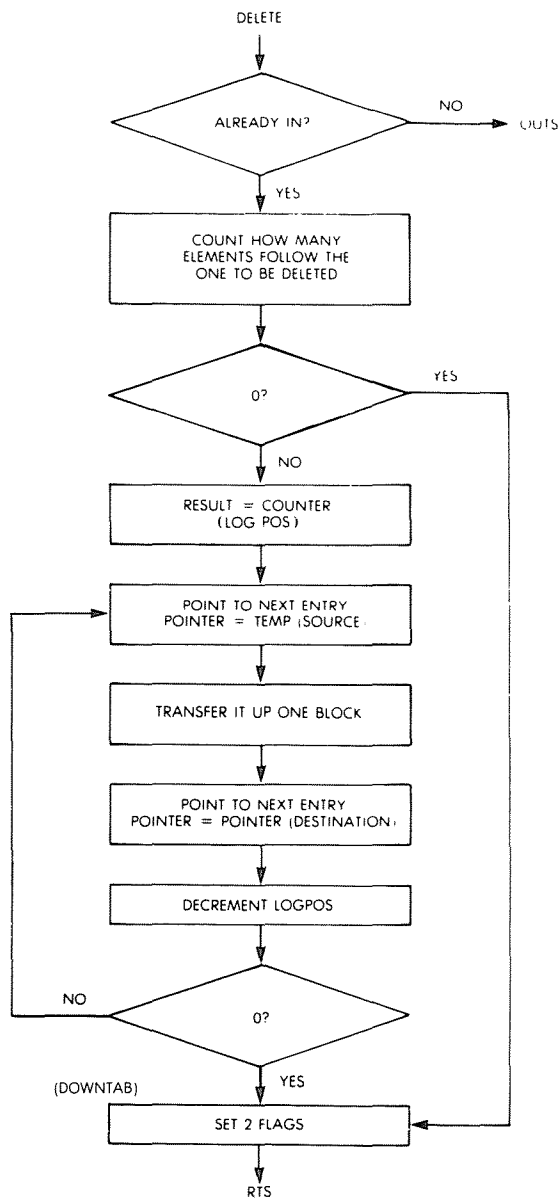 DELETE
ALREADY IN?
NO
OUTS
YES
COUNT HOW MANY
ELEMENTS FOLLOW THE
ONE TO BE DELETED
0?
YES
NO
RESULT = COUNTER
(LOG POS)
POINT TO NEXT ENTRY
POINTER = TEMP (SOURCE)
TRANSFER IT UP ONE BLOCK
POINT TO NEXT ENTRY
POINTER = POINTER (DESTINATION)
DECREMENT LOGPOS
NO
0?
YES
(DOWNTAB)
SET 2 FLAGS
RTS